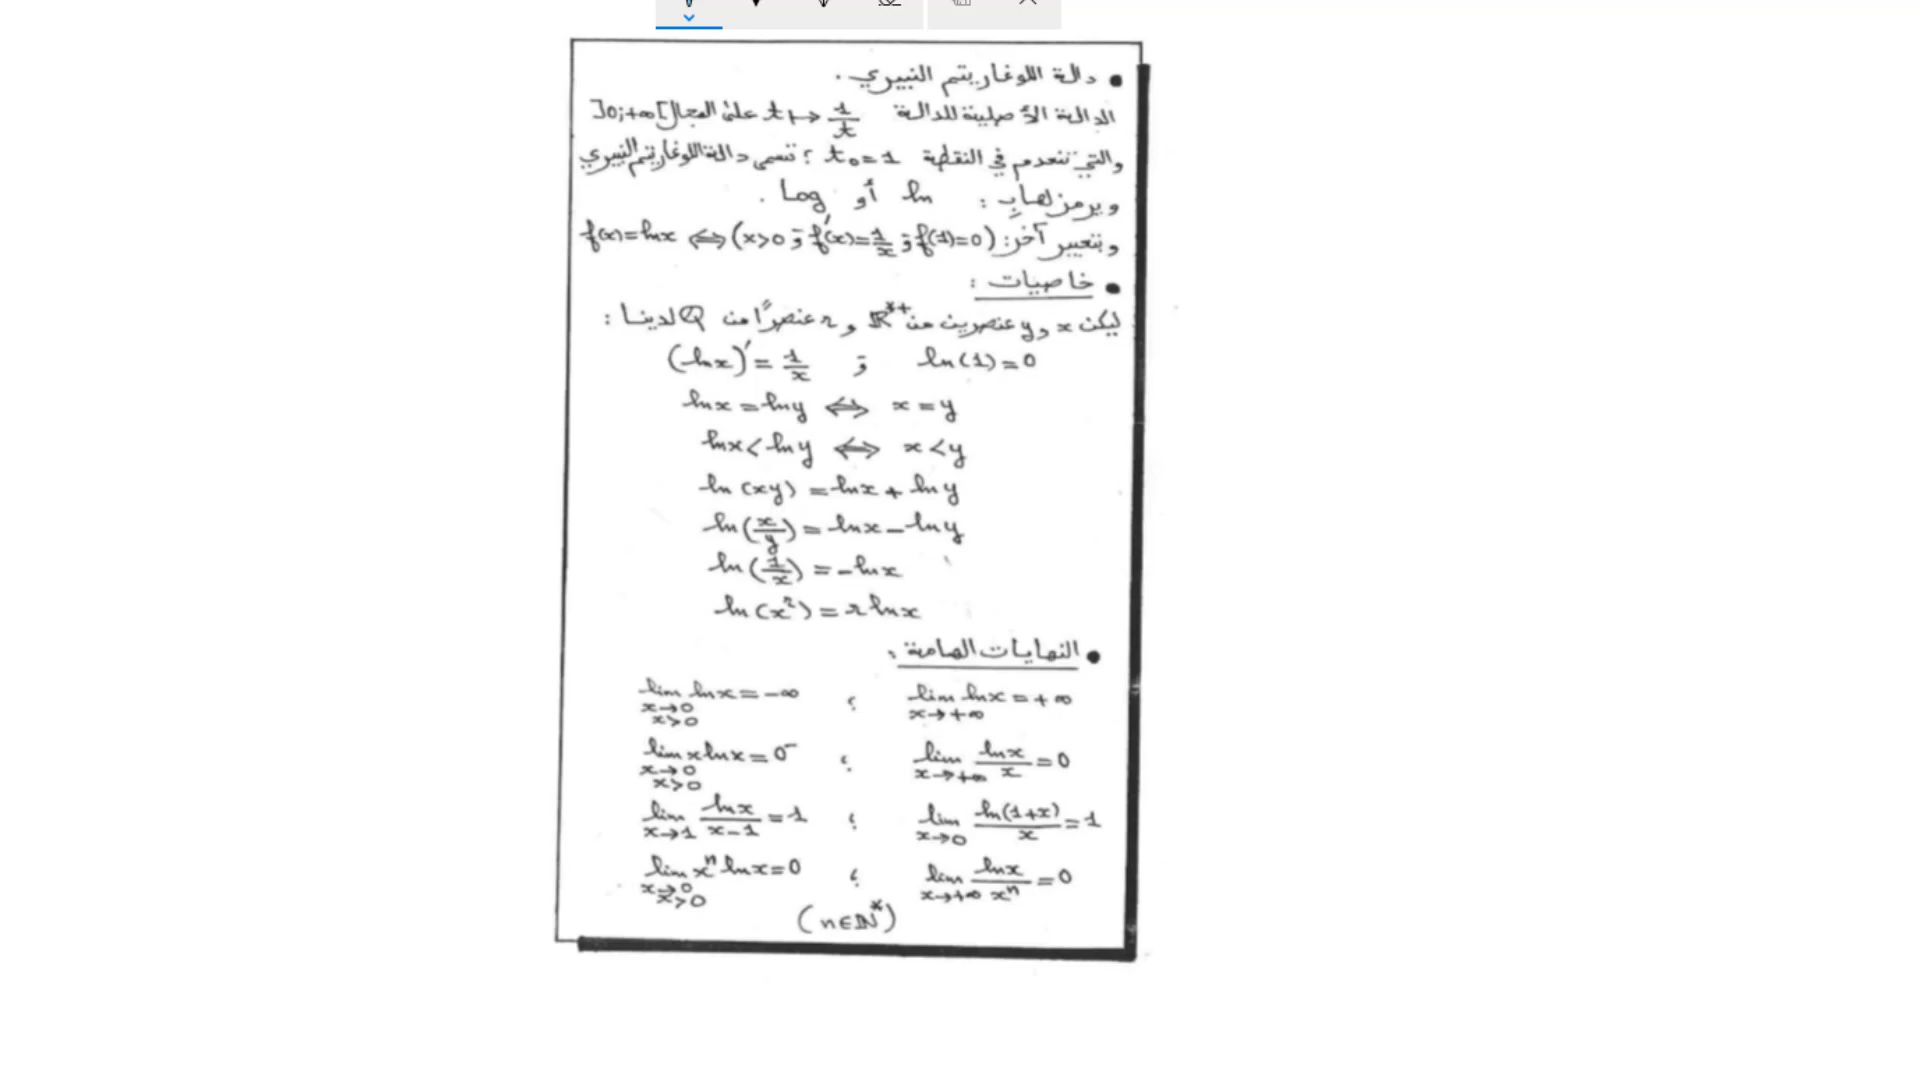 • دالة اللوغاريتم النبيري .
الدالة الأصلية للدالة t ↦ 1/t على المجال ]0;+∞[
والتي تنعدم في النقطة t₀=1 ؛ تسمى دالة اللوغاريتم النبيري
ويرمز لها بِ : ln أو Log .
وبتعبير آخر: f(x)=lnx ⇔ (x>0 وَ f'(x)=1/x وَ f(1)=0)
• خاصيات :
ليكن x و y عنصرين من ℝ*⁺ و r عنصرًا من ℚ لدينا :
(lnx)' = 1/x وَ ln(1)=0
lnx = lny ⇔ x = y
lnx < lny ⇔ x < y
ln(xy) = lnx + lny
ln(x/y) = lnx - lny
ln(1/x) = -lnx
ln(xʳ) = r lnx
• النهايات الهامة :
lim x→+∞ lnx = +∞ ؛ lim x→0 x>0 lnx = -∞
lim x→+∞ lnx/x = 0 ؛ lim x→0 x>0 xlnx = 0⁻
lim x→0 ln(1+x)/x = 1 ؛ lim x→1 lnx/(x-1) = 1
lim x→+∞ lnx/xⁿ = 0 ؛ lim x→0 x>0 xⁿ lnx = 0
(n∈ℕ*)